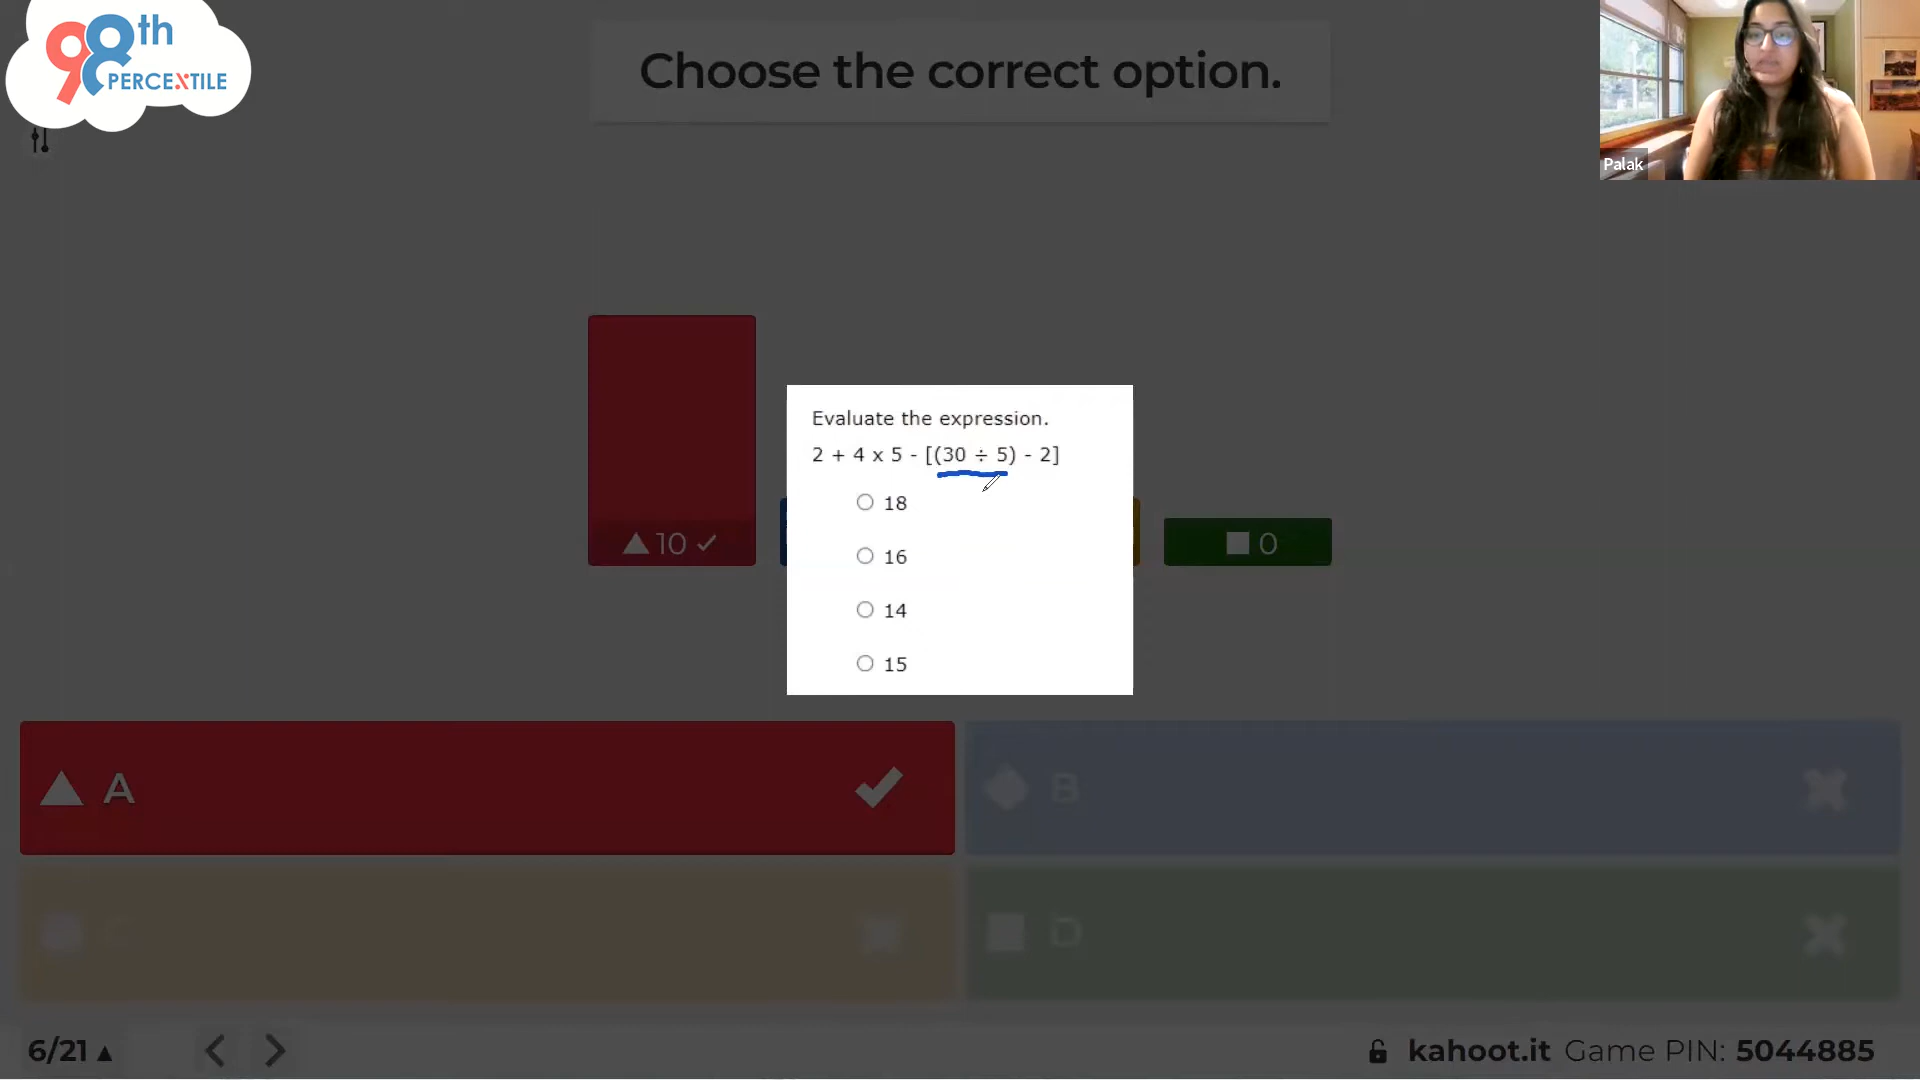 98th
PERCEXTILE
Choose the correct option.
Palak
Evaluate the expression.
2 + 4 x 5 - [(30 ÷ 5) - 2]
18
16
14
15
10
0
A
B
D
6/21
kahoot.it Game PIN: 5044885